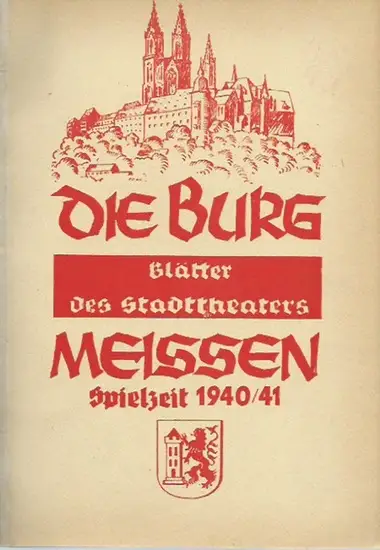 DIE BURG
Blätter
des Stadttheaters
MEISSEN
Spielzeit 1940/41